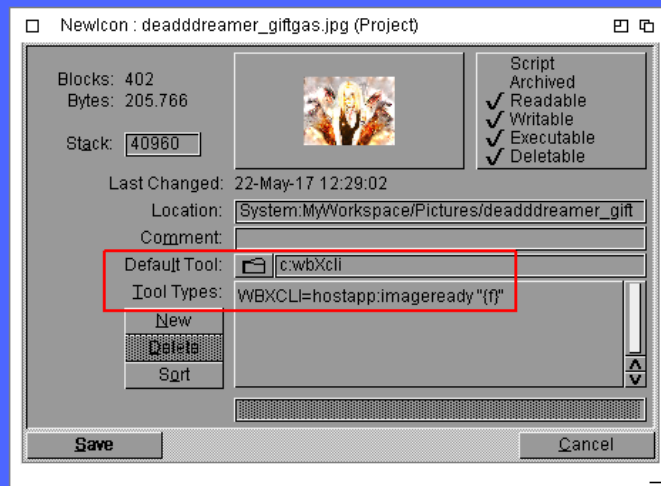 NewIcon : deadddreamer_giftgas.jpg (Project)
Blocks: 402
Bytes: 205.766
Stack: 40960
Script
Archived
Readable
Writable
Executable
Deletable
Last Changed: 22-May-17 12:29:02
Location: System:MyWorkspace/Pictures/deadddreamer_gift
Comment:
Default Tool: c:wbXcli
Tool Types: WBXCLI=hostapp:imageready "{f}"
New
Delete
Sort
Save Cancel